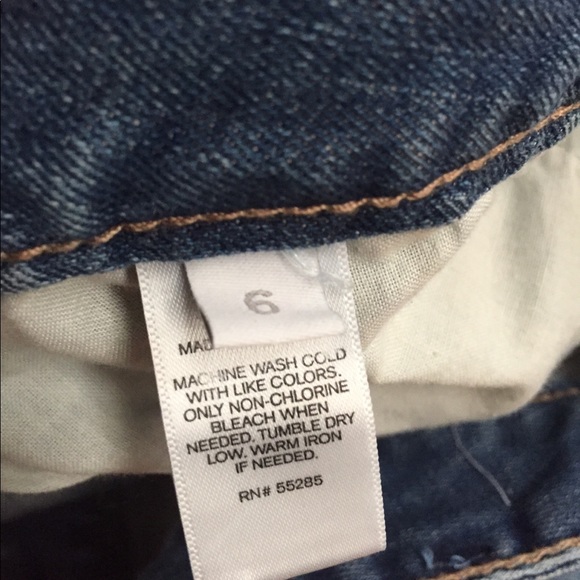 6
MACHINE WASH COLD
WITH LIKE COLORS.
ONLY NON-CHLORINE
BLEACH WHEN
NEEDED. TUMBLE DRY
LOW. WARM IRON
IF NEEDED.
RN# 55285